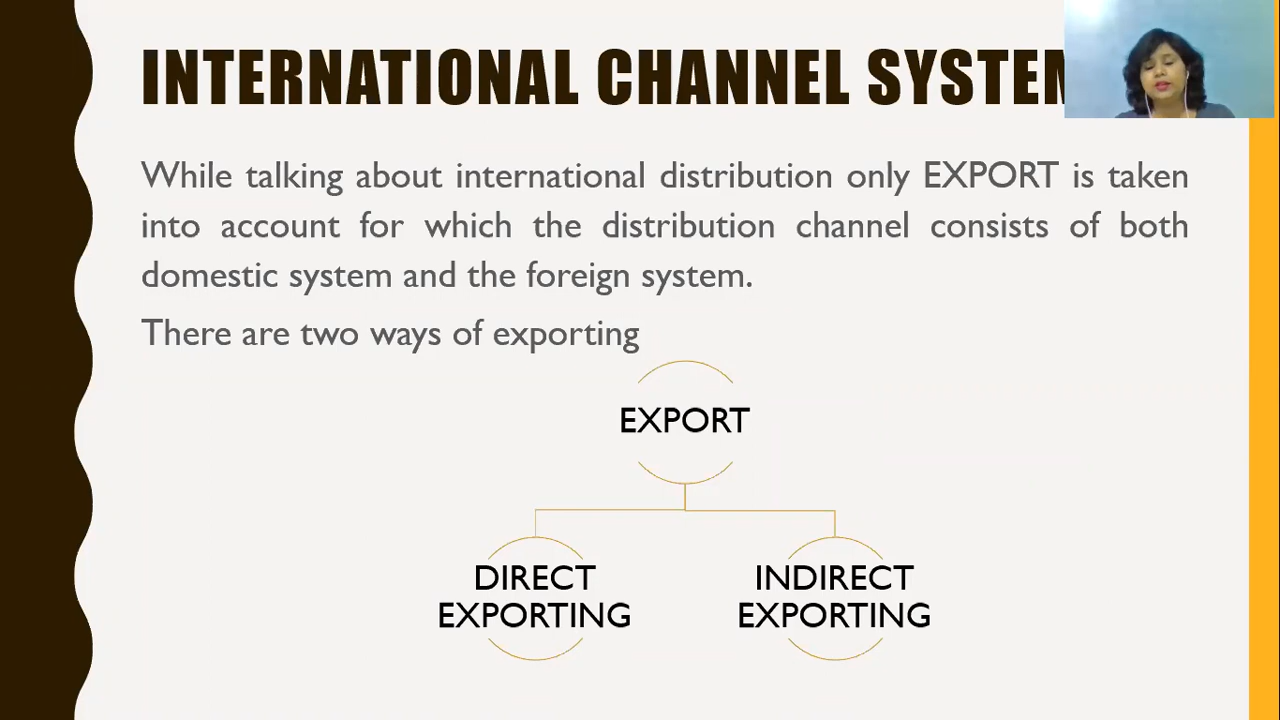 INTERNATIONAL CHANNEL SYSTEM
While talking about international distribution only EXPORT is taken
into account for which the distribution channel consists of both
domestic system and the foreign system.
There are two ways of exporting
EXPORT
DIRECT
EXPORTING
INDIRECT
EXPORTING